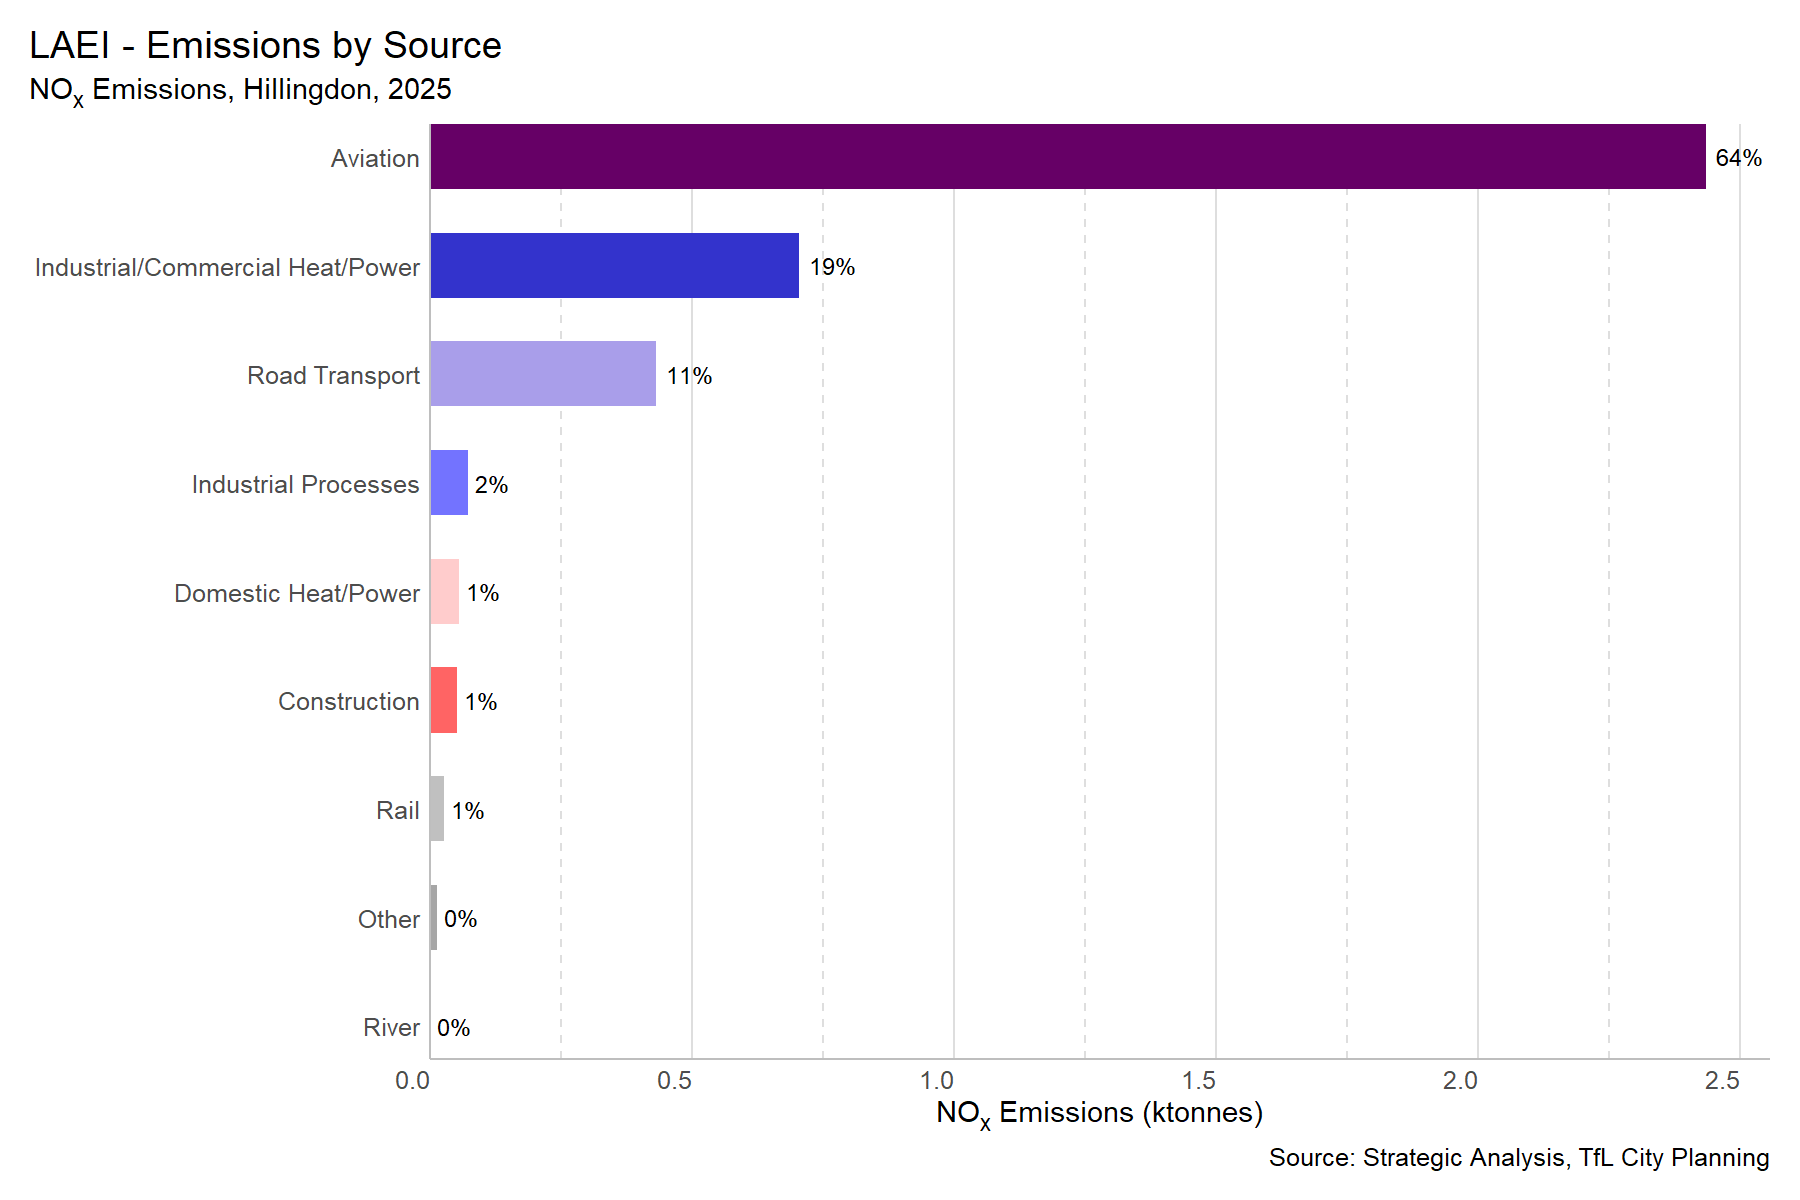 LAEI - Emissions by Source
NOx Emissions, Hillingdon, 2025
Aviation 64%
Industrial/Commercial Heat/Power 19%
Road Transport 11%
Industrial Processes 2%
Domestic Heat/Power 1%
Construction 1%
Rail 1%
Other 0%
River 0%
0.0 0.5 1.0 1.5 2.0 2.5
NOx Emissions (ktonnes)
Source: Strategic Analysis, TfL City Planning